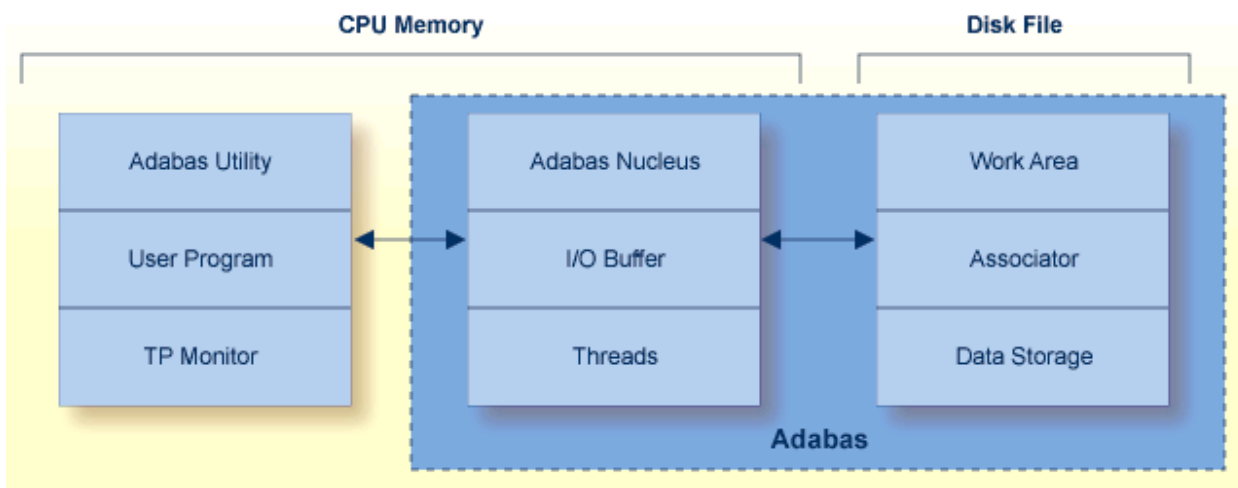 CPU Memory
Disk File
Adabas Utility
User Program
TP Monitor
Adabas Nucleus
I/O Buffer
Threads
Work Area
Associator
Data Storage
Adabas